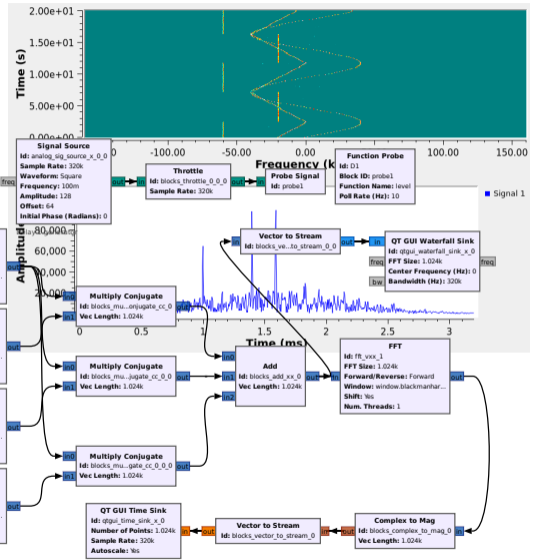 2.00e+01
1.50e+01
1.00e+01
5.00e+00
0.00e+00
Time (s)
-100.00
-50.00
0.00
50.00
100.00
150.00
Frequency (k
Signal Source
Id: analog_sig_source_x_0_0
Sample Rate: 320k
Waveform: Square
Frequency: 100m
Amplitude: 128
Offset: 64
Initial Phase (Radians): 0
freq
out
in
Throttle
Id: blocks_throttle_0_0_0
Sample Rate: 320k
out
in
Probe Signal
Id: probe1
Function Probe
Id: D1
Block ID: probe1
Function Name: level
Poll Rate (Hz): 10
Signal 1
Amplitude
80,000
60,000
40,000
20,000
0
0.5
1.0
1.5
2.0
2.5
3
Time (ms)
in
Vector to Stream
Id: blocks_ve...to_stream_0_0
out
in
freq
bw
QT GUI Waterfall Sink
Id: qtgui_waterfall_sink_x_0
FFT Size: 1.024k
Center Frequency (Hz): 0
Bandwidth (Hz): 320k
freq
out
in0
in1
Multiply Conjugate
Id: blocks_mu...onjugate_cc_0
Vec Length: 1.024k
out
out
in0
in1
Multiply Conjugate
Id: blocks_mu...jugate_cc_0_0
Vec Length: 1.024k
out
out
in0
in1
Multiply Conjugate
Id: blocks_mu...gate_cc_0_0_0
Vec Length: 1.024k
out
out
in0
in1
in2
Add
Id: blocks_add_xx_0
Vec Length: 1.024k
out
in
FFT
Id: fft_vxx_1
FFT Size: 1.024k
Forward/Reverse: Forward
Window: window.blackmanhar...
Shift: Yes
Num. Threads: 1
out
QT GUI Time Sink
Id: qtgui_time_sink_x_0
Number of Points: 1.024k
Sample Rate: 320k
Autoscale: Yes
in
out
Vector to Stream
Id: blocks_vector_to_stream_0
in
out
Complex to Mag
Id: blocks_complex_to_mag_0
Vec Length: 1.024k
in